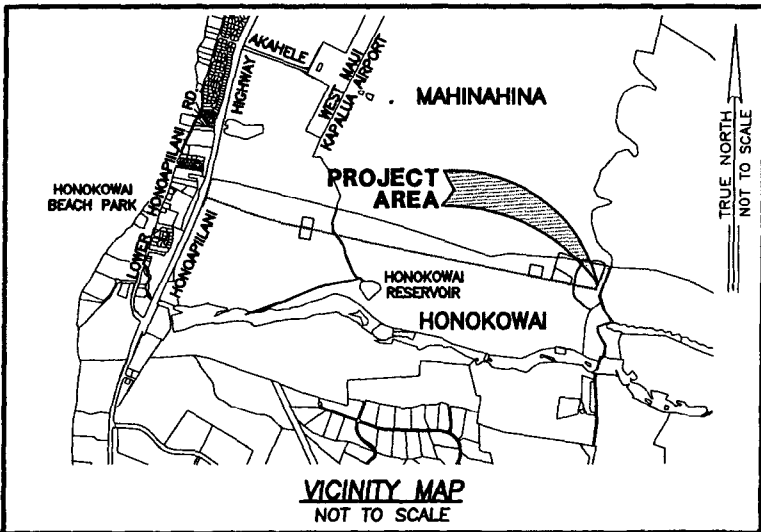 AKAHELE
HIGHWAY
WEST MAUI
KAPALUA AIRPORT
MAHINAHINA
TRUE NORTH
NOT TO SCALE
PROJECT
AREA
HONOKOWAI
BEACH PARK
LOWER HONOAPIILANI RD
HONOAPIILANI
HONOKOWAI
RESERVOIR
HONOKOWAI
VICINITY MAP
NOT TO SCALE